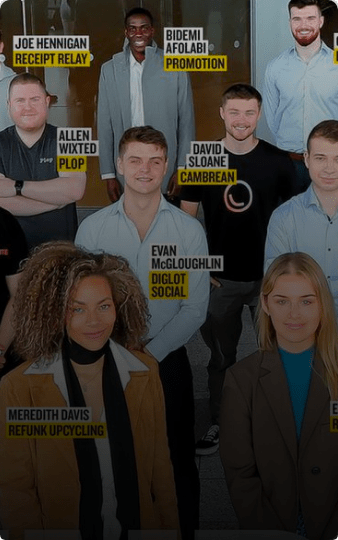 JOE HENNIGAN
RECEIPT RELAY
BIDEMI
AFOLABI
PROMOTION
ALLEN
WIXTED
PLOP
PLOP
DAVID
SLOANE
CAMBREAN
EVAN
McGLOUGHLIN
DIGLOT
SOCIAL
MEREDITH DAVIS
REFUNK UPCYCLING